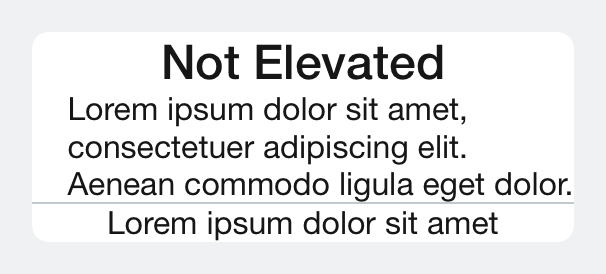 Not Elevated
Lorem ipsum dolor sit amet,
consectetuer adipiscing elit.
Aenean commodo ligula eget dolor.
Lorem ipsum dolor sit amet